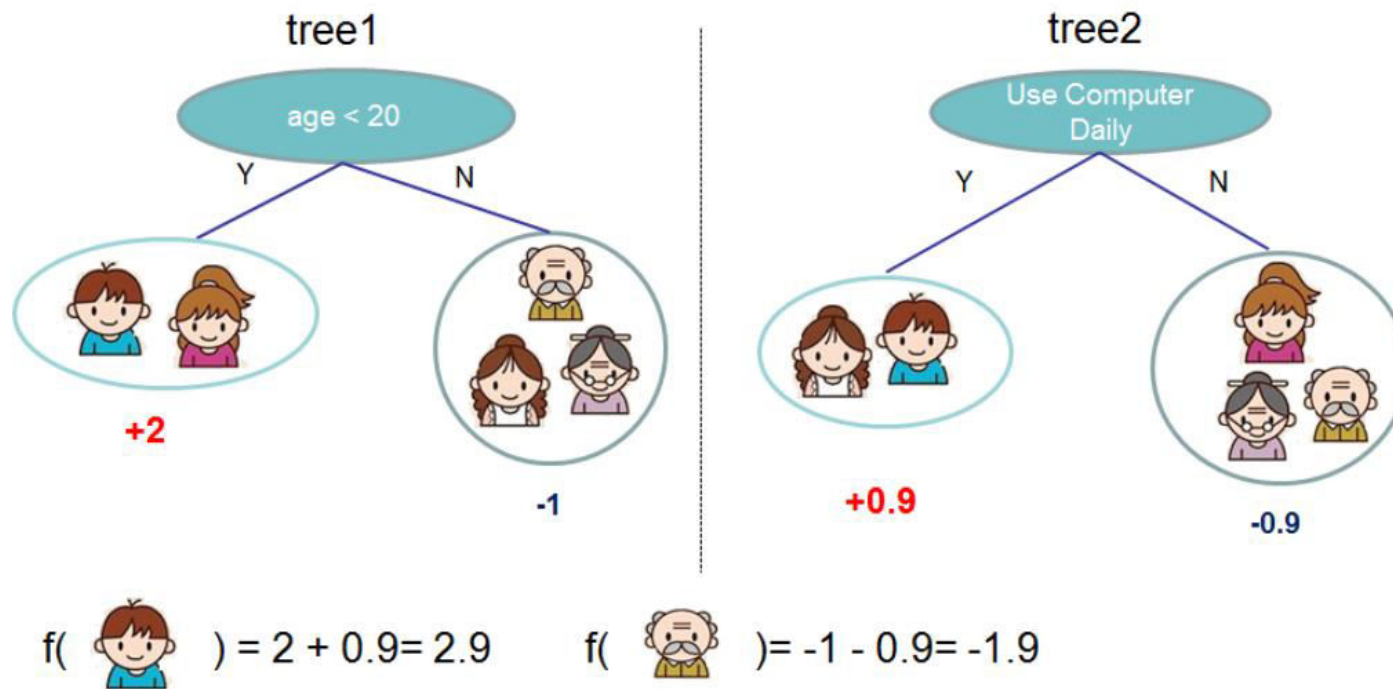 tree1
age < 20
Y
N
+2
-1
tree2
Use Computer
Daily
Y
N
+0.9
-0.9
f( ) = 2 + 0.9= 2.9
f( )= -1 - 0.9= -1.9